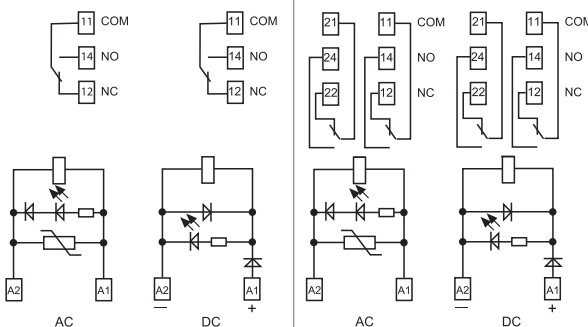 11 COM
14 NO
12 NC
11 COM
14 NO
12 NC
21 11 COM
24 14 NO
22 12 NC
21 11 COM
24 14 NO
22 12 NC
A2 A1
AC
A2 A1
— +
DC
A2 A1
AC
A2 A1
— +
DC